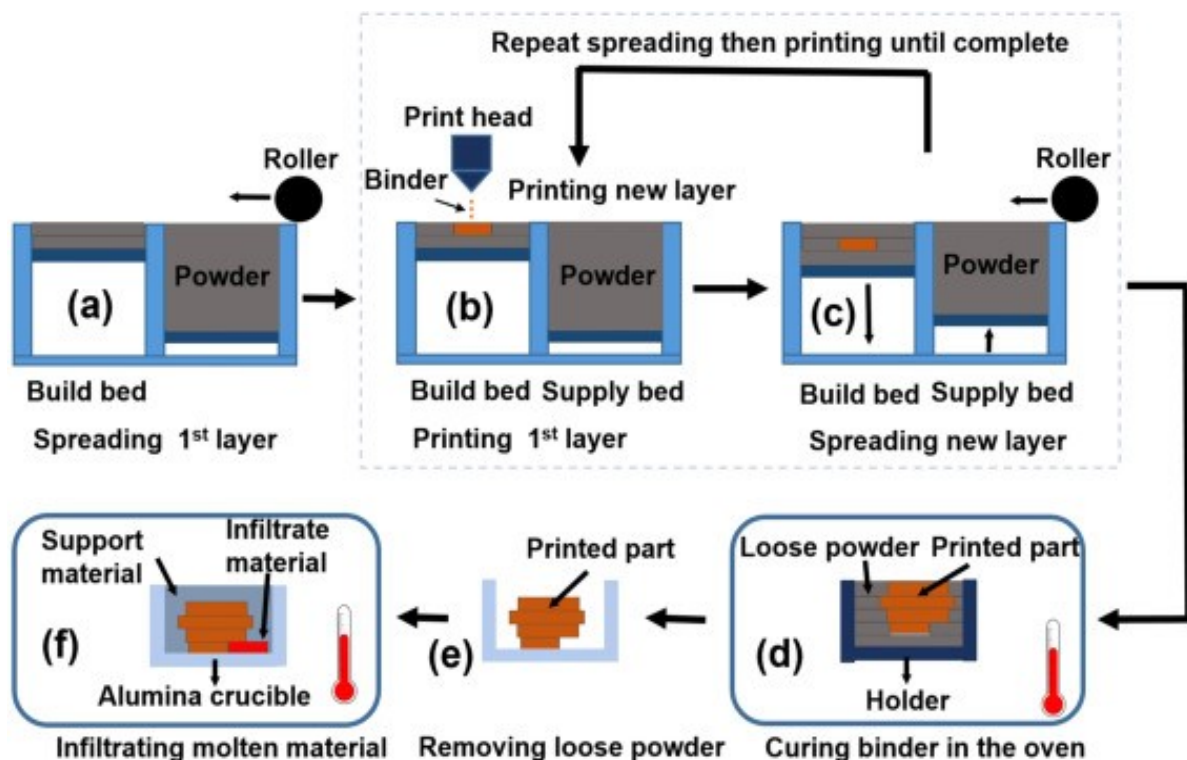 Repeat spreading then printing until complete
Print head
Roller
Binder
Printing new layer
Roller
Powder
(a)
Powder
(b)
Powder
(c)
Build bed
Build bed
Supply bed
Build bed
Supply bed
Spreading 1st layer
Printing 1st layer
Spreading new layer
Support
material
Infiltrate
material
(f)
Alumina crucible
Infiltrating molten material
Printed part
(e)
Removing loose powder
Loose powder
Printed part
(d)
Holder
Curing binder in the oven